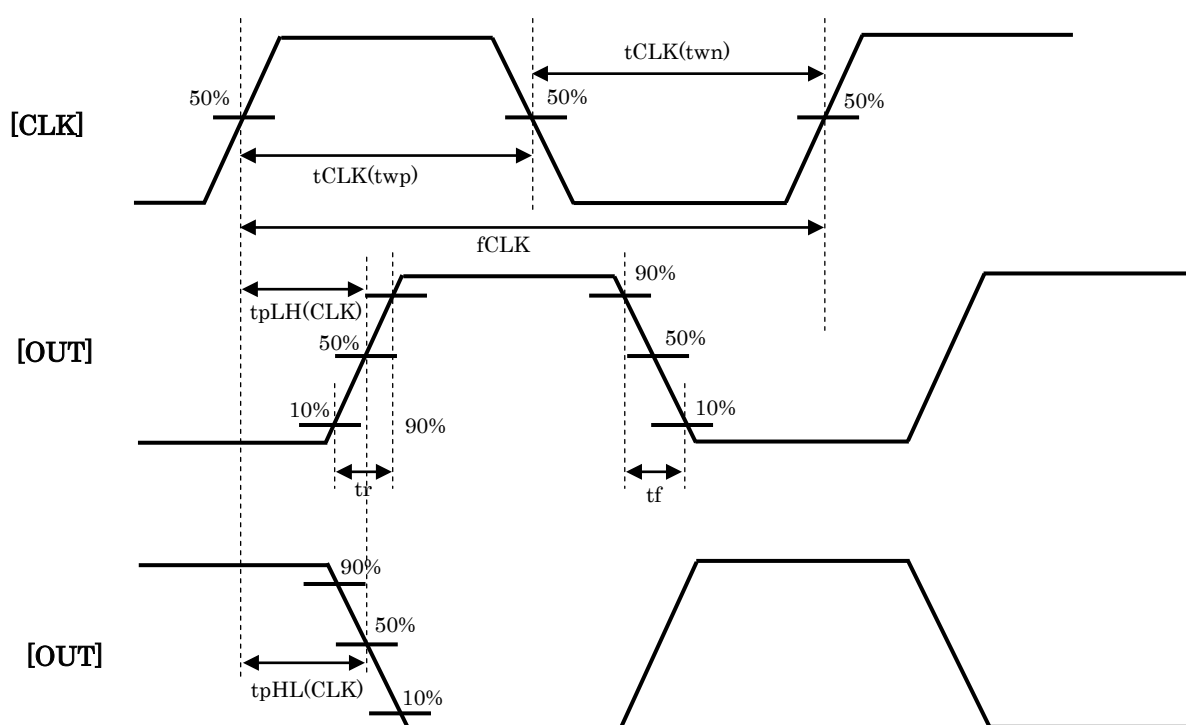 tCLK(twn)
50%
50%
50%
[CLK]
tCLK(twp)
fCLK
90%
tpLH(CLK)
50%
50%
[OUT]
10%
10%
90%
tr
tf
90%
50%
[OUT]
tpHL(CLK)
10%